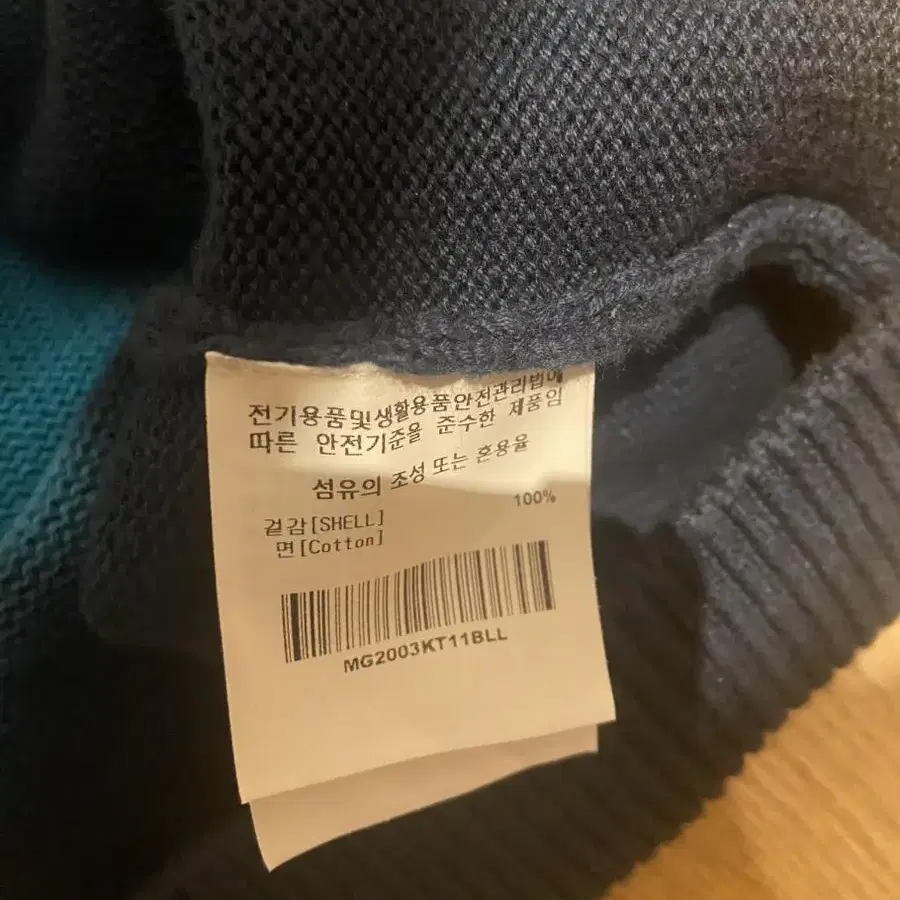 전기용품및생활용품안전관리법에
따른 안전기준을 준수한 제품임
섬유의 조성 또는 혼용율
겉감[SHELL] 100%
면[Cotton]
MG2003KT11BLL